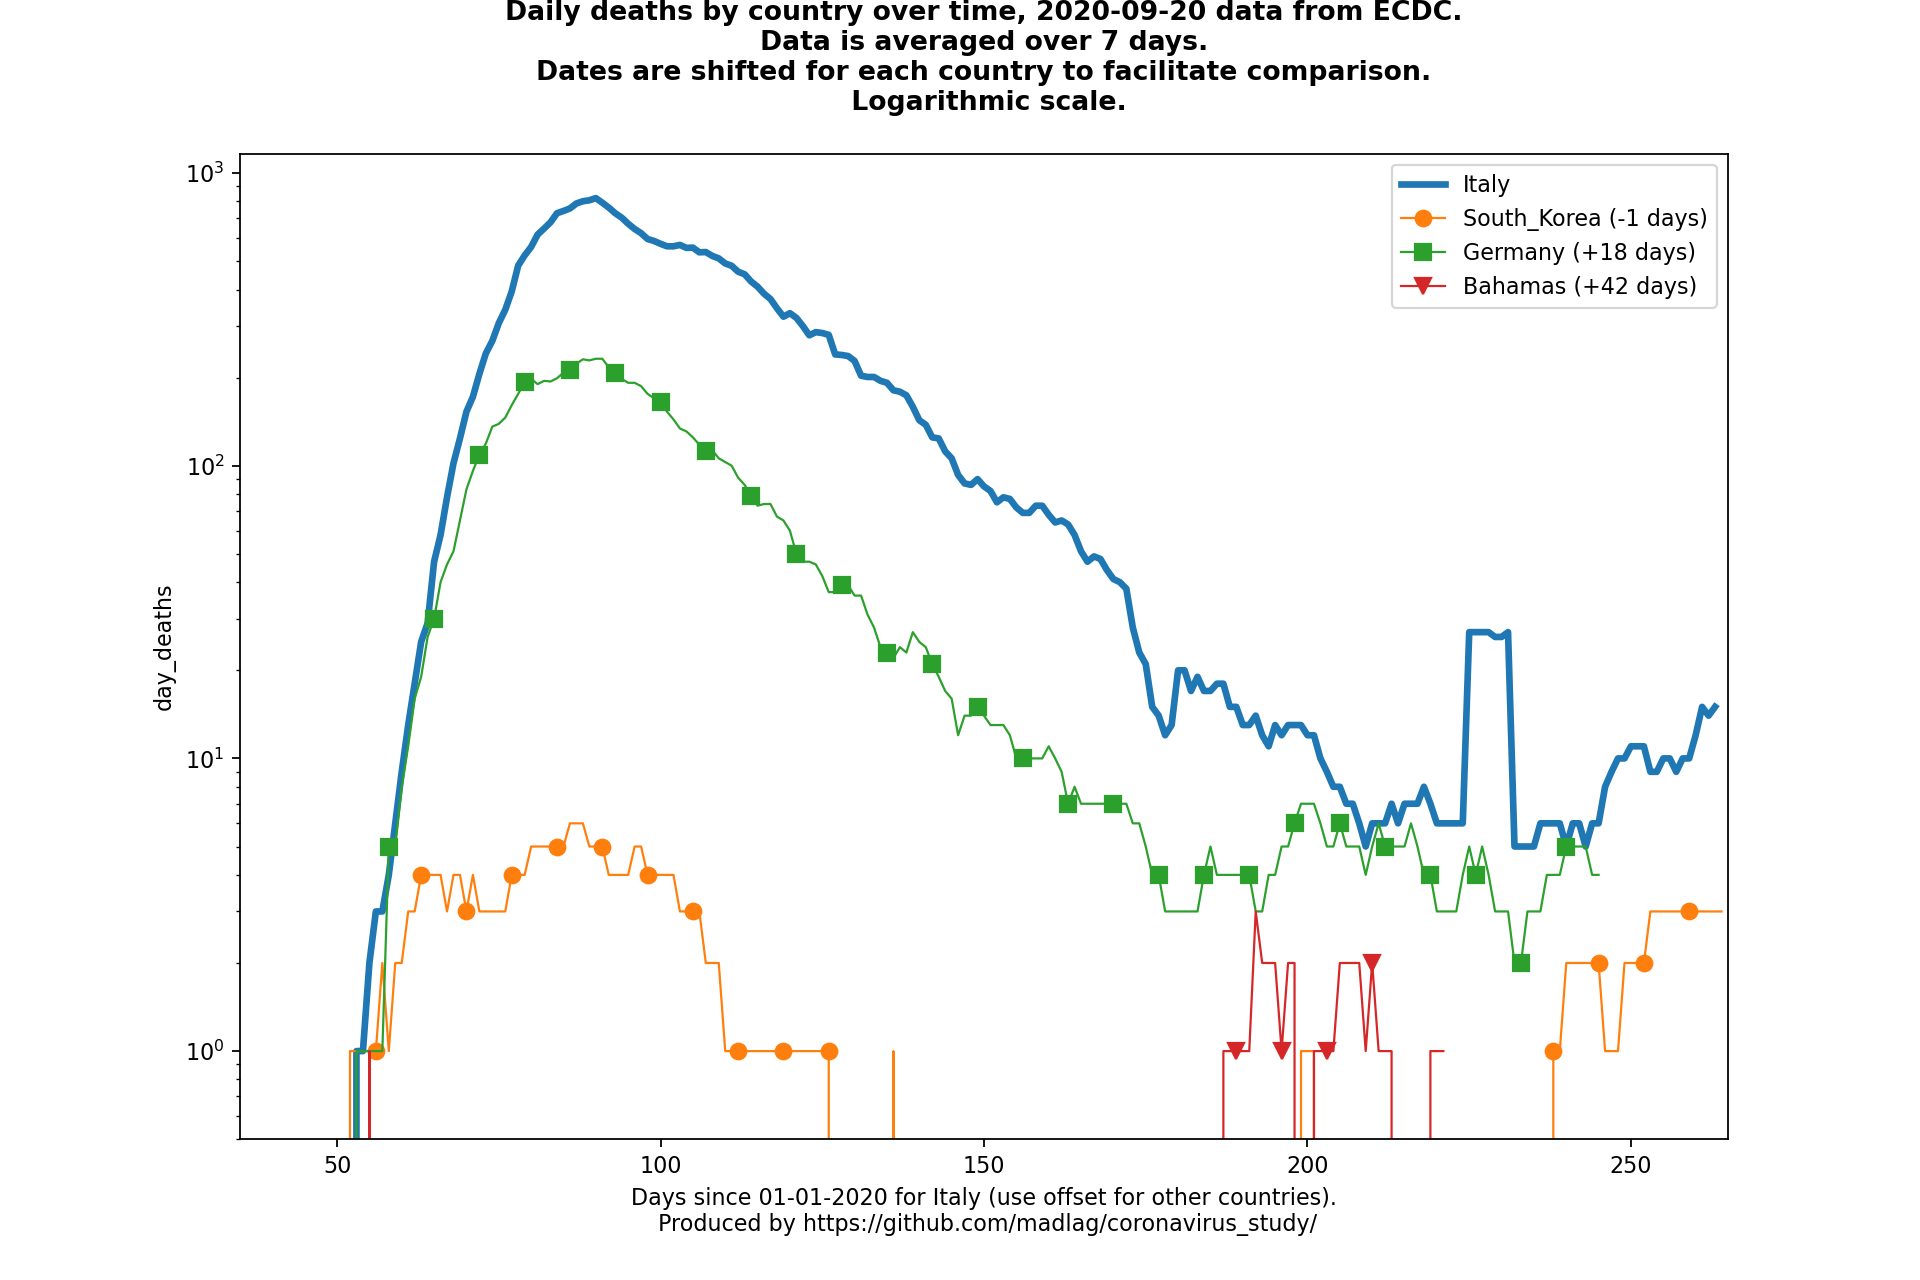 Daily deaths by country over time, 2020-09-20 data from ECDC.
Data is averaged over 7 days.
Dates are shifted for each country to facilitate comparison.
Logarithmic scale.
10³
10²
10¹
10⁰
day_deaths
Italy
South_Korea (-1 days)
Germany (+18 days)
Bahamas (+42 days)
50 100 150 200 250
Days since 01-01-2020 for Italy (use offset for other countries).
Produced by https://github.com/madlag/coronavirus_study/